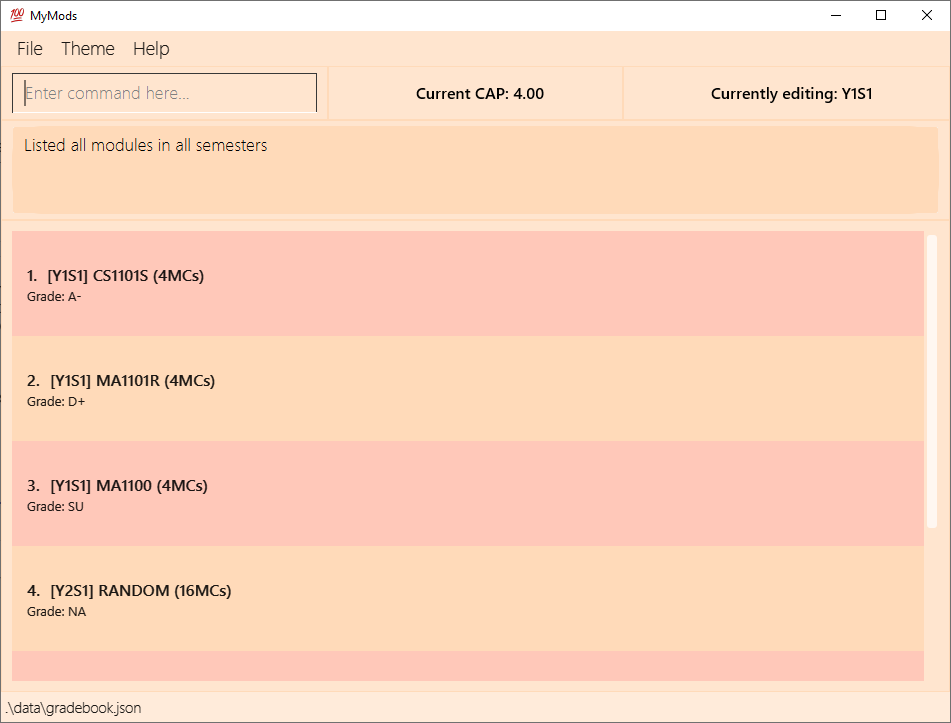 💯 MyMods
File Theme Help
Enter command here...
Current CAP: 4.00
Currently editing: Y1S1
Listed all modules in all semesters
1. [Y1S1] CS1101S (4MCs)
Grade: A-
2. [Y1S1] MA1101R (4MCs)
Grade: D+
3. [Y1S1] MA1100 (4MCs)
Grade: SU
4. [Y2S1] RANDOM (16MCs)
Grade: NA
.\data\gradebook.json